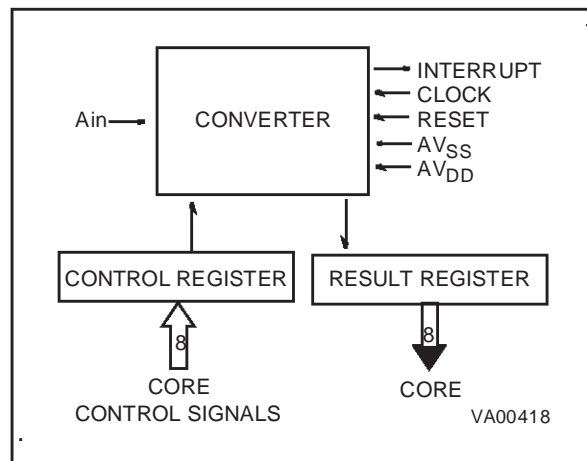 INTERRUPT
CLOCK
Ain
CONVERTER
RESET
AVSS
AVDD
CONTROL REGISTER
RESULT REGISTER
8
8
CORE
CONTROL SIGNALS
CORE
VA00418